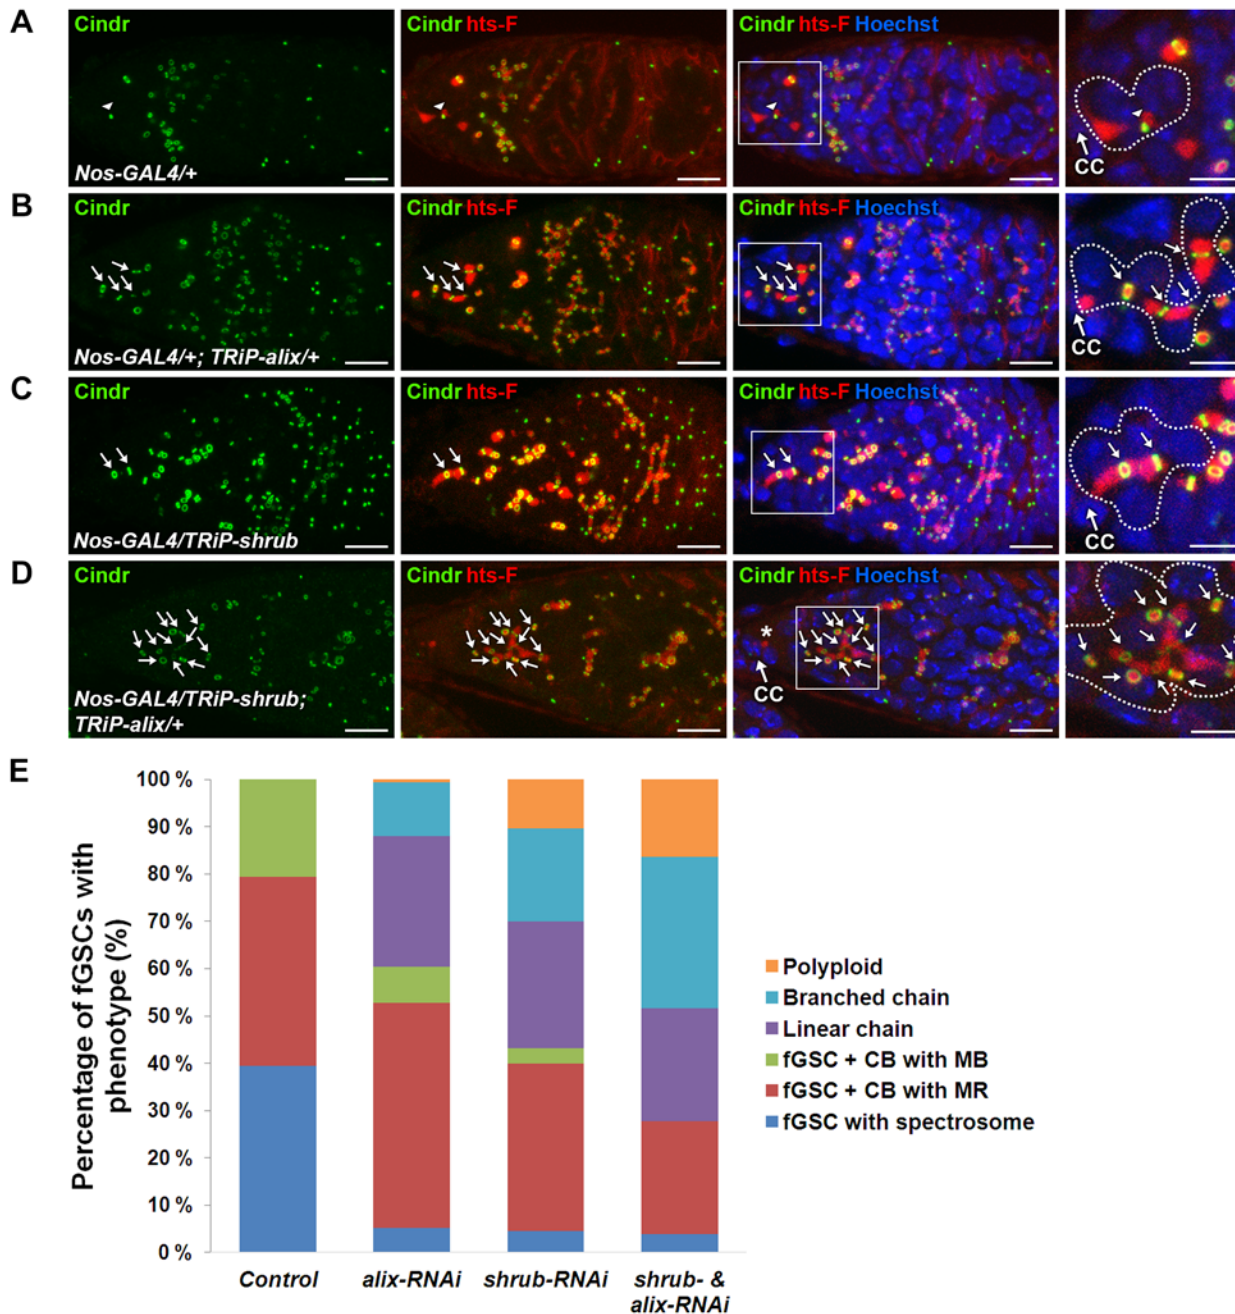 A
Cindr
Nos-GAL4/+
Cindr hts-F
Cindr hts-F Hoechst
CC
B
Cindr
Nos-GAL4/+; TRiP-alix/+
Cindr hts-F
Cindr hts-F Hoechst
CC
C
Cindr
Nos-GAL4/TRiP-shrub
Cindr hts-F
Cindr hts-F Hoechst
CC
D
Cindr
Nos-GAL4/TRiP-shrub;
TRiP-alix/+
Cindr hts-F
Cindr hts-F Hoechst
*
CC
E
Percentage of fGSCs with
phenotype (%)
100 %
90 %
80 %
70 %
60 %
50 %
40 %
30 %
20 %
10 %
0 %
Control
alix-RNAi
shrub-RNAi
shrub- &
alix-RNAi
Polyploid
Branched chain
Linear chain
fGSC + CB with MB
fGSC + CB with MR
fGSC with spectrosome